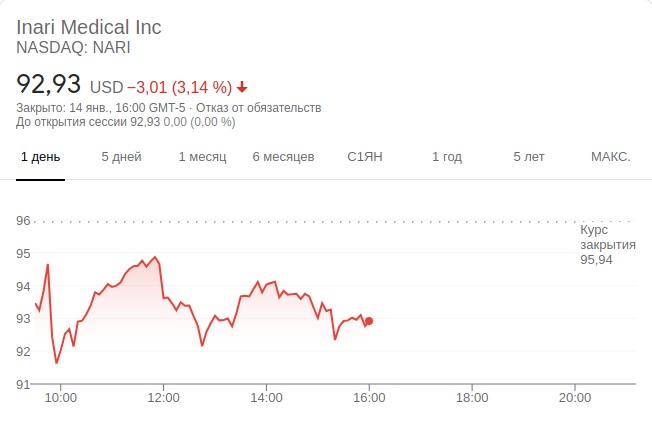 Inari Medical Inc
NASDAQ: NARI
92,93 USD −3,01 (3,14 %)
Закрыто: 14 янв., 16:00 GMT-5 · Отказ от обязательств
До открытия сессии 92,93 0,00 (0,00 %)
1 день 5 дней 1 месяц 6 месяцев С1ЯН 1 год 5 лет МАКС.
96
Курс
закрытия
95,94
95
94
93
92
91
10:00 12:00 14:00 16:00 18:00 20:00